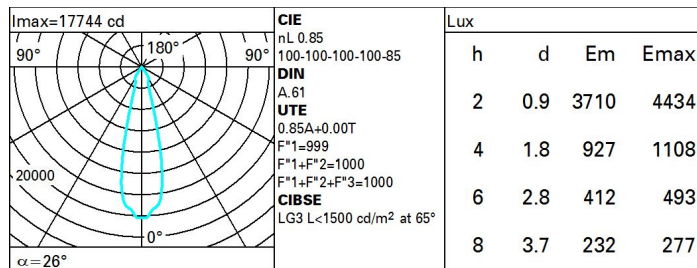 Imax=17744 cd
90° 180° 90°
20000
0°
α=26°
CIE
nL 0.85
100-100-100-100-85
DIN
A.61
UTE
0.85A+0.00T
F"1=999
F"1+F"2=1000
F"1+F"2+F"3=1000
CIBSE
LG3 L<1500 cd/m² at 65°
Lux
h d Em Emax
2 0.9 3710 4434
4 1.8 927 1108
6 2.8 412 493
8 3.7 232 277